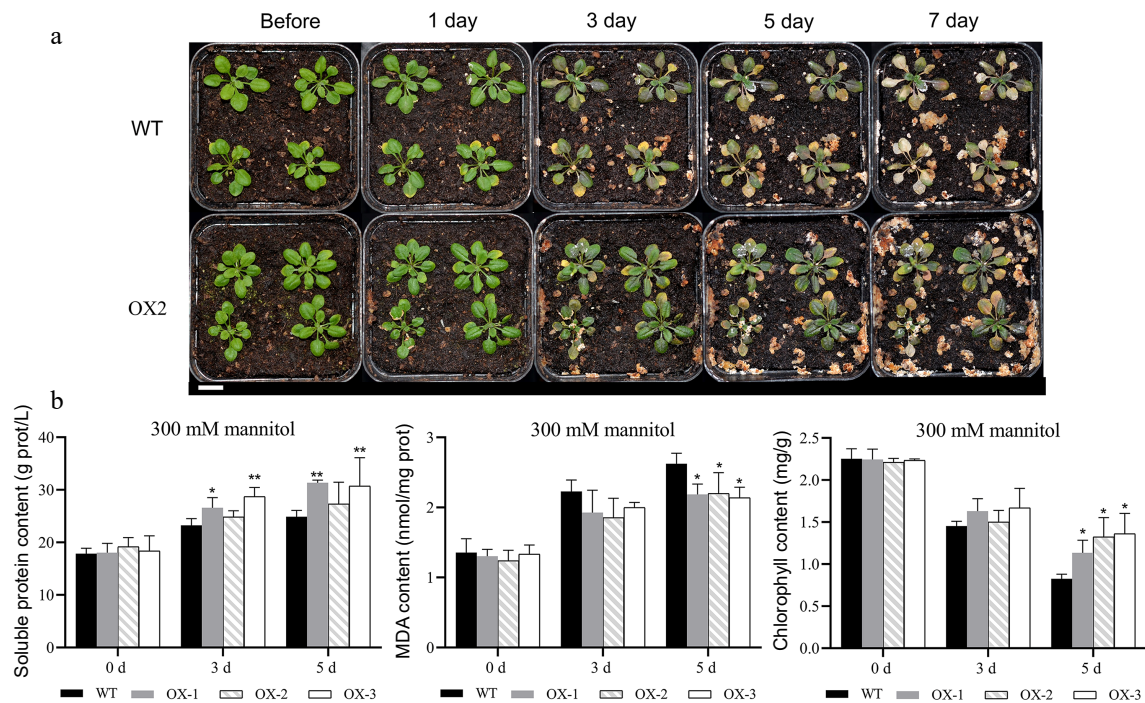 a
Before 1 day 3 day 5 day 7 day
WT
OX2
b
300 mM mannitol
Soluble protein content (g prot/L)
40
30
20
10
0
* ** ** **
0 d 3 d 5 d
WT OX-1 OX-2 OX-3
300 mM mannitol
MDA content (nmol/mg prot)
3
2
1
0
* * *
0 d 3 d 5 d
WT OX-1 OX-2 OX-3
300 mM mannitol
Chlorophyll content (mg/g)
2.5
2.0
1.5
1.0
0.5
0.0
* * *
0 d 3 d 5 d
WT OX-1 OX-2 OX-3